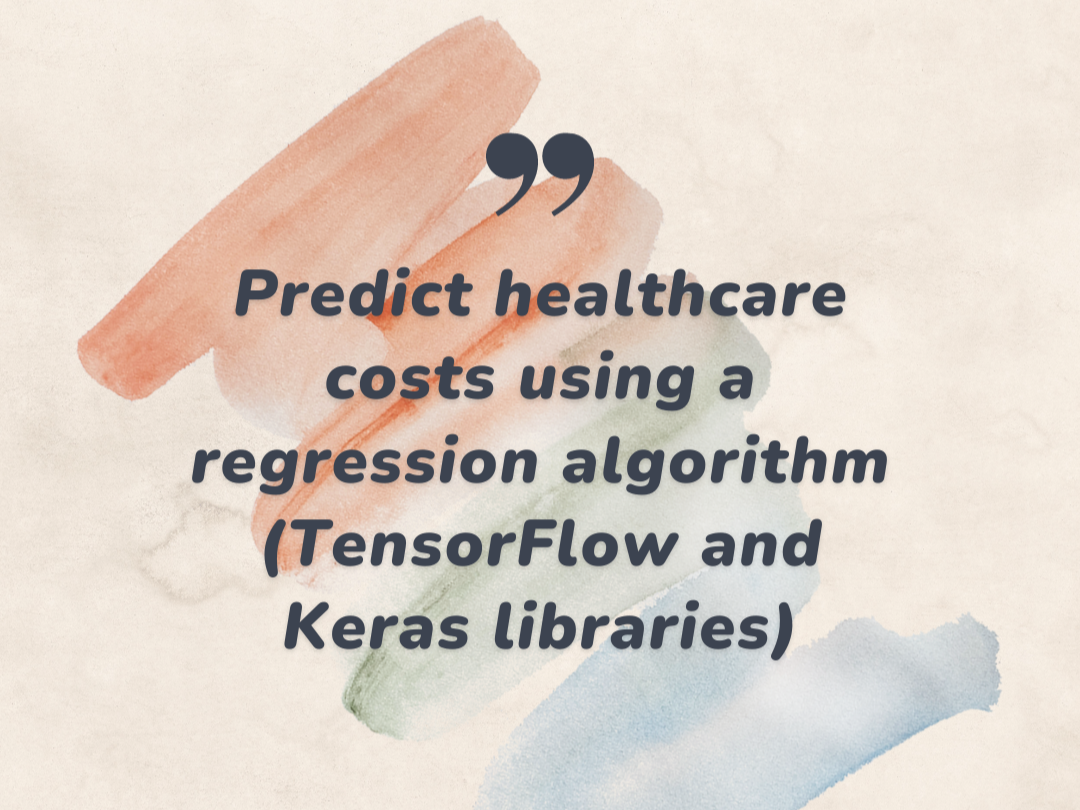 ”
Predict healthcare
costs using a
regression algorithm
(TensorFlow and
Keras libraries)